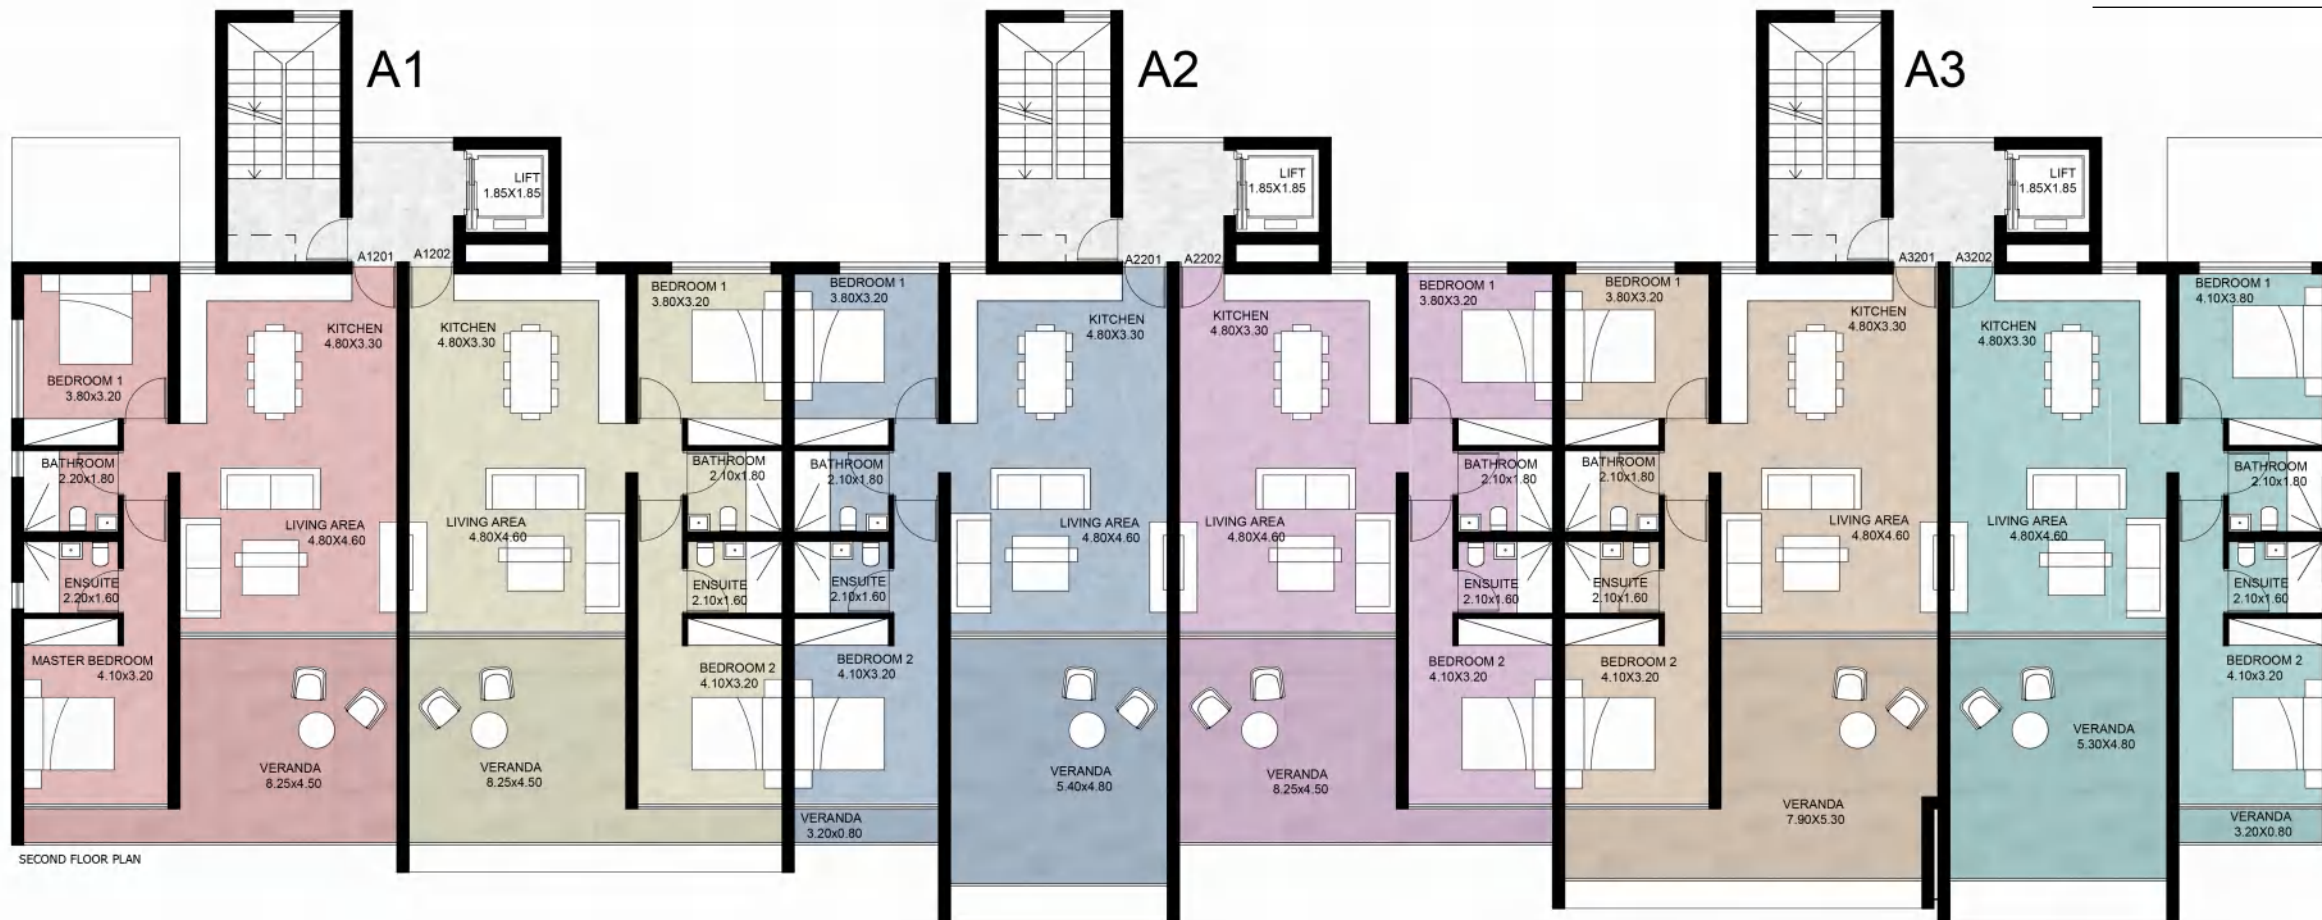 A1
A2
A3
LIFT
1.85X1.85
LIFT
1.85X1.85
LIFT
1.85X1.85
A1201
A1202
A2201
A2202
A3201
A3202
BEDROOM 1
3.80x3.20
KITCHEN
4.80X3.30
BATHROOM
2.20x1.80
LIVING AREA
4.80X4.60
ENSUITE
2.20x1.60
MASTER BEDROOM
4.10x3.20
VERANDA
8.25x4.50
KITCHEN
4.80X3.30
BEDROOM 1
3.80X3.20
BATHROOM
2.10x1.80
LIVING AREA
4.80X4.60
ENSUITE
2.10x1.60
BEDROOM 2
4.10X3.20
VERANDA
8.25x4.50
BEDROOM 1
3.80X3.20
KITCHEN
4.80X3.30
BATHROOM
2.10x1.80
LIVING AREA
4.80X4.60
ENSUITE
2.10x1.60
BEDROOM 2
4.10X3.20
VERANDA
5.40x4.80
VERANDA
3.20x0.80
KITCHEN
4.80X3.30
BEDROOM 1
3.80X3.20
BATHROOM
2.10x1.80
LIVING AREA
4.80X4.60
ENSUITE
2.10x1.60
BEDROOM 2
4.10X3.20
VERANDA
8.25x4.50
BEDROOM 1
3.80X3.20
KITCHEN
4.80X3.30
BATHROOM
2.10x1.80
LIVING AREA
4.80X4.60
ENSUITE
2.10x1.60
BEDROOM 2
4.10X3.20
VERANDA
7.90X5.30
KITCHEN
4.80X3.30
BEDROOM 1
4.10X3.80
BATHROOM
2.10x1.80
LIVING AREA
4.80X4.60
ENSUITE
2.10x1.60
BEDROOM 2
4.10x3.20
VERANDA
5.30X4.80
VERANDA
3.20X0.80
SECOND FLOOR PLAN